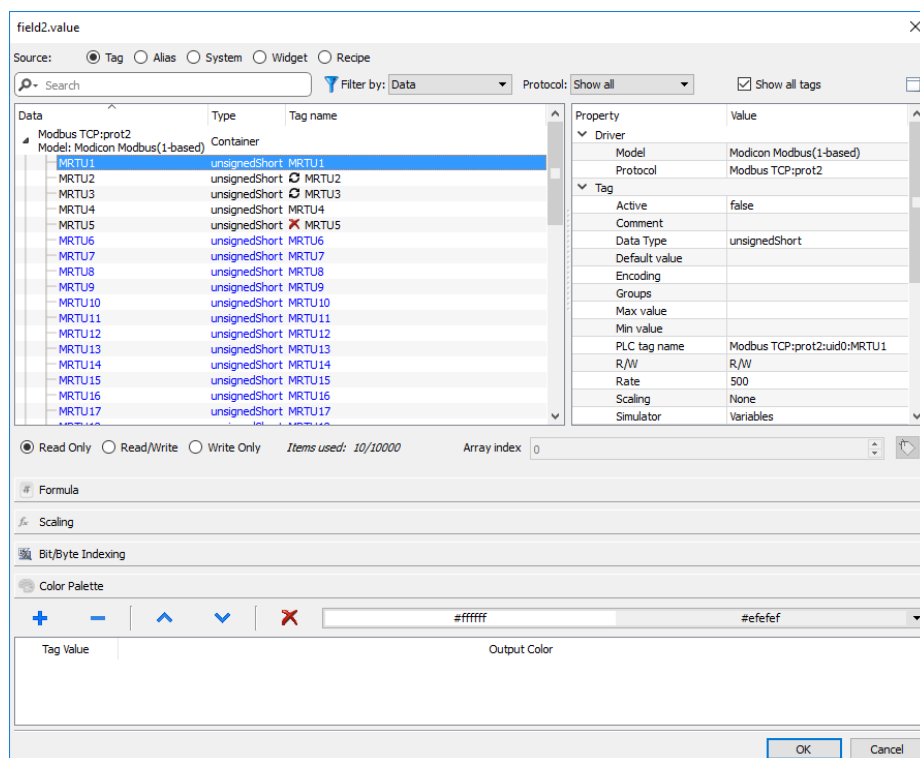 field2.value
Source: Tag Alias System Widget Recipe
Search Filter by: Data Protocol: Show all Show all tags
Data Type Tag name
Modbus TCP:prot2
Model: Modicon Modbus(1-based) Container
MRTU1 unsignedShort MRTU1
MRTU2 unsignedShort MRTU2
MRTU3 unsignedShort MRTU3
MRTU4 unsignedShort MRTU4
MRTU5 unsignedShort MRTU5
MRTU6 unsignedShort MRTU6
MRTU7 unsignedShort MRTU7
MRTU8 unsignedShort MRTU8
MRTU9 unsignedShort MRTU9
MRTU10 unsignedShort MRTU10
MRTU11 unsignedShort MRTU11
MRTU12 unsignedShort MRTU12
MRTU13 unsignedShort MRTU13
MRTU14 unsignedShort MRTU14
MRTU15 unsignedShort MRTU15
MRTU16 unsignedShort MRTU16
MRTU17 unsignedShort MRTU17
Property Value
Driver
Model Modicon Modbus(1-based)
Protocol Modbus TCP:prot2
Tag
Active false
Comment
Data Type unsignedShort
Default value
Encoding
Groups
Max value
Min value
PLC tag name Modbus TCP:prot2:uid0:MRTU1
R/W R/W
Rate 500
Scaling None
Simulator Variables
Read Only Read/Write Write Only Items used: 10/10000 Array index 0
Formula
Scaling
Bit/Byte Indexing
Color Palette
#ffffff #efefef
Tag Value Output Color
OK Cancel